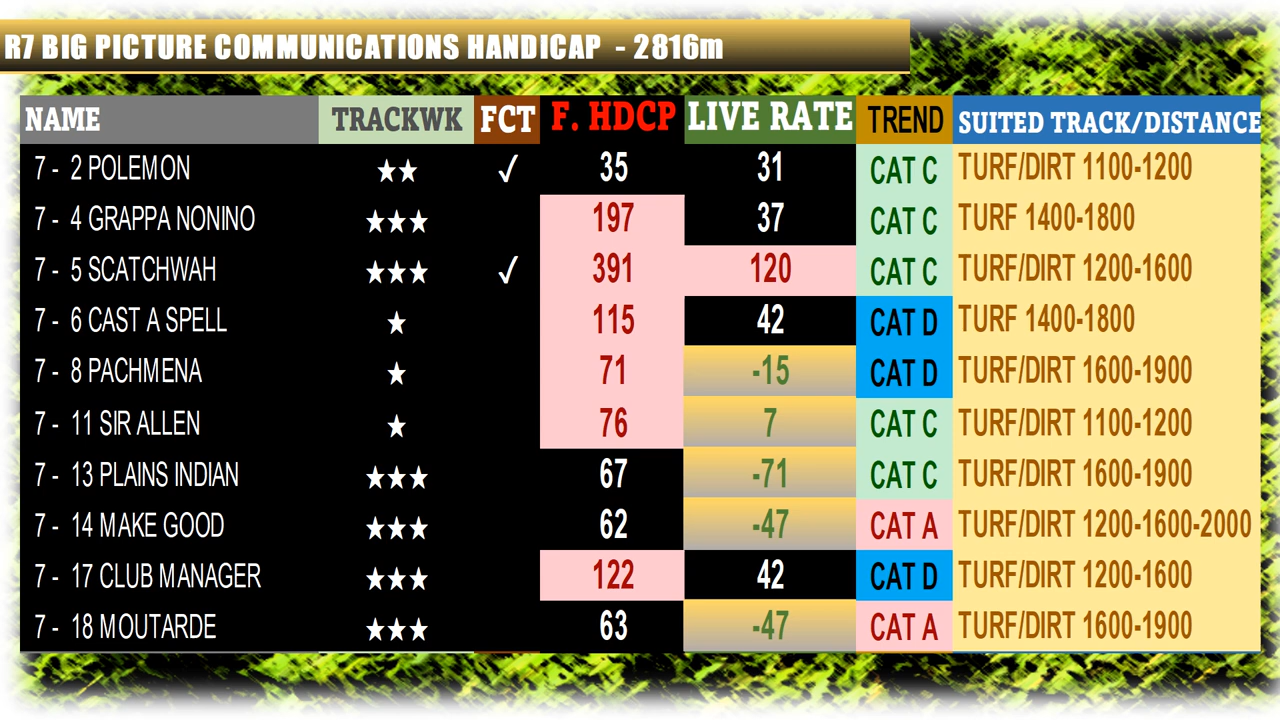 R7 BIG PICTURE COMMUNICATIONS HANDICAP - 2816m
NAME TRACKWK FCT F. HDCP LIVE RATE TREND SUITED TRACK/DISTANCE
7 - 2 POLEMON ★★ ✓ 35 31 CAT C TURF/DIRT 1100-1200
7 - 4 GRAPPA NONINO ★★★ 197 37 CAT C TURF 1400-1800
7 - 5 SCATCHWAH ★★★ ✓ 391 120 CAT C TURF/DIRT 1200-1600
7 - 6 CAST A SPELL ★ 115 42 CAT D TURF 1400-1800
7 - 8 PACHMENA ★ 71 -15 CAT D TURF/DIRT 1600-1900
7 - 11 SIR ALLEN ★ 76 7 CAT C TURF/DIRT 1100-1200
7 - 13 PLAINS INDIAN ★★★ 67 -71 CAT C TURF/DIRT 1600-1900
7 - 14 MAKE GOOD ★★★ 62 -47 CAT A TURF/DIRT 1200-1600-2000
7 - 17 CLUB MANAGER ★★★ 122 42 CAT D TURF/DIRT 1200-1600
7 - 18 MOUTARDE ★★★ 63 -47 CAT A TURF/DIRT 1600-1900